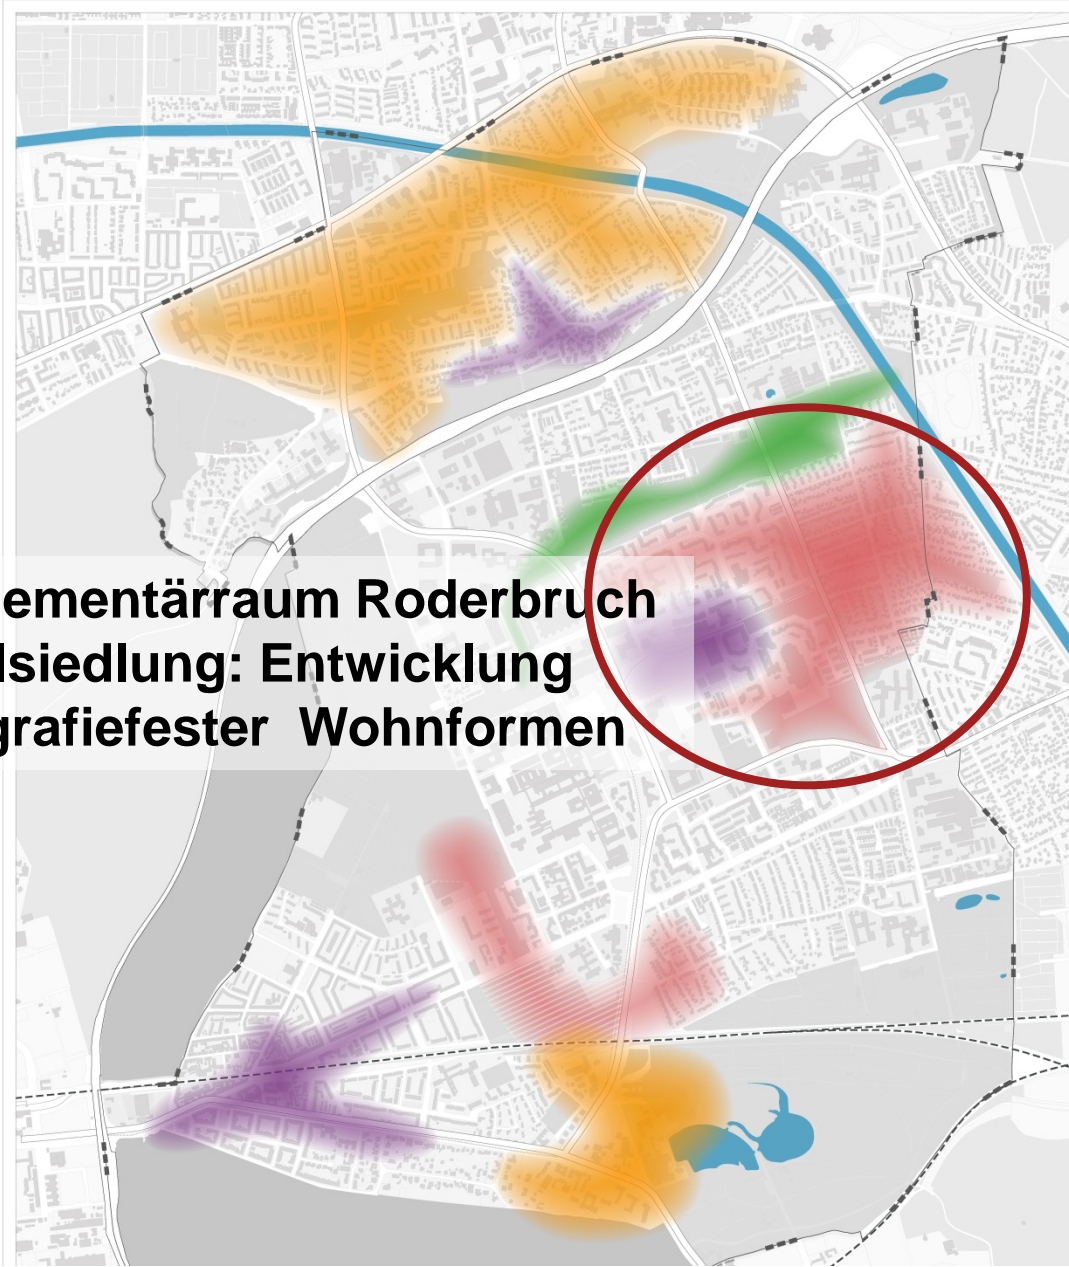 ementärraum Roderbruch
lsiedlung: Entwicklung
grafiefester Wohnformen